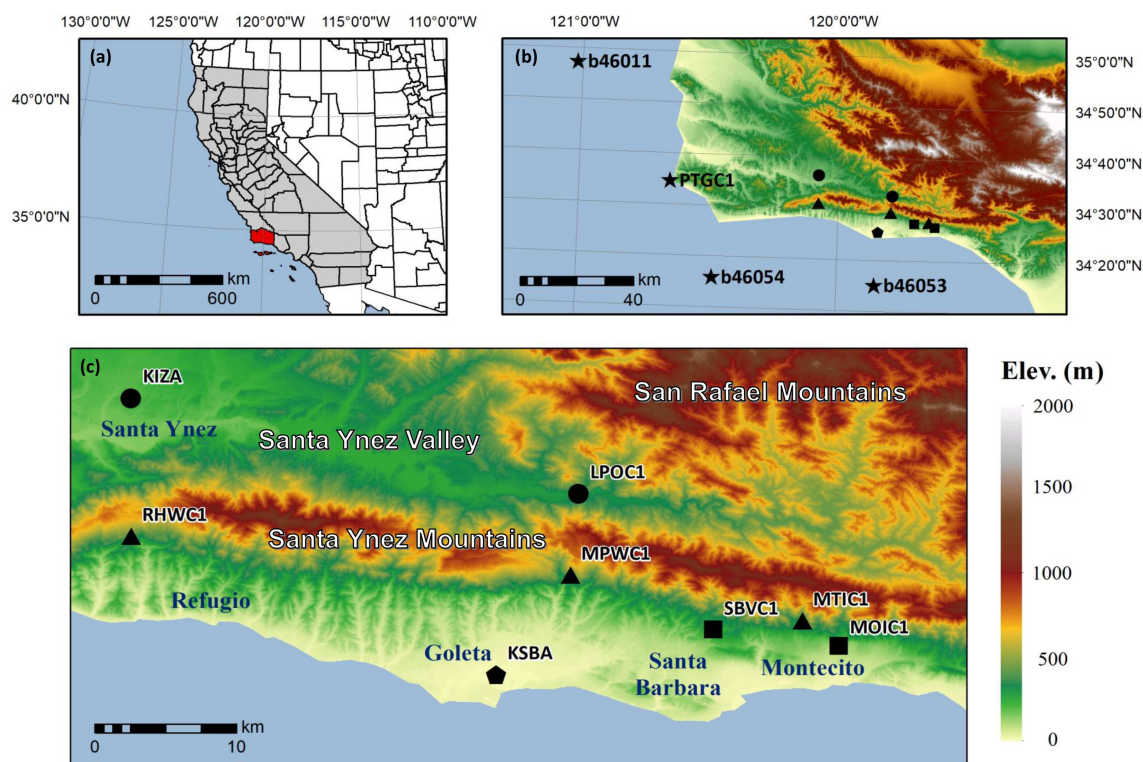 130°0'0"W 125°0'0"W 120°0'0"W 115°0'0"W 110°0'0"W
(a)
40°0'0"N
35°0'0"N
km
0 600
121°0'0"W 120°0'0"W
(b)
b46011
PTGC1
b46054
b46053
km
0 40
35°0'0"N
34°50'0"N
34°40'0"N
34°30'0"N
34°20'0"N
(c)
KIZA
Santa Ynez
San Rafael Mountains
Santa Ynez Valley
LPOC1
RHWC1
Santa Ynez Mountains
MPWC1
Refugio
SBVC1
MTIC1
MOIC1
Goleta
KSBA
Santa
Barbara
Montecito
km
0 10
Elev. (m)
2000
1500
1000
500
0